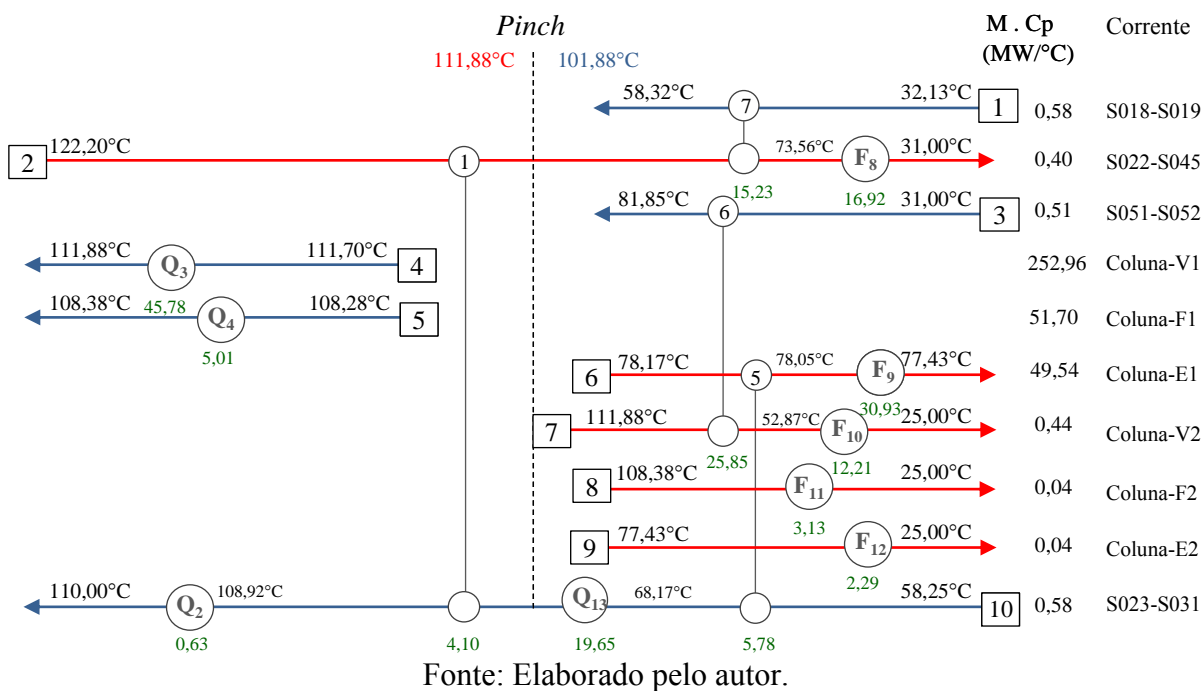 Pinch
M . Cp
(MW/°C)
Corrente
111,88°C 101,88°C
58,32°C 7 32,13°C 1 0,58 S018-S019
2 122,20°C 1 73,56°C F8 31,00°C 0,40 S022-S045
15,23 16,92
81,85°C 6 31,00°C 3 0,51 S051-S052
111,88°C Q3 111,70°C 4 252,96 Coluna-V1
45,78
108,38°C Q4 108,28°C 5 51,70 Coluna-F1
5,01
6 78,17°C 5 78,05°C F9 77,43°C 49,54 Coluna-E1
30,93
7 111,88°C 52,87°C F10 25,00°C 0,44 Coluna-V2
25,85 12,21
8 108,38°C F11 25,00°C 0,04 Coluna-F2
3,13
9 77,43°C F12 25,00°C 0,04 Coluna-E2
2,29
110,00°C Q2 108,92°C Q13 68,17°C 58,25°C 10 0,58 S023-S031
0,63 4,10 19,65 5,78
Fonte: Elaborado pelo autor.